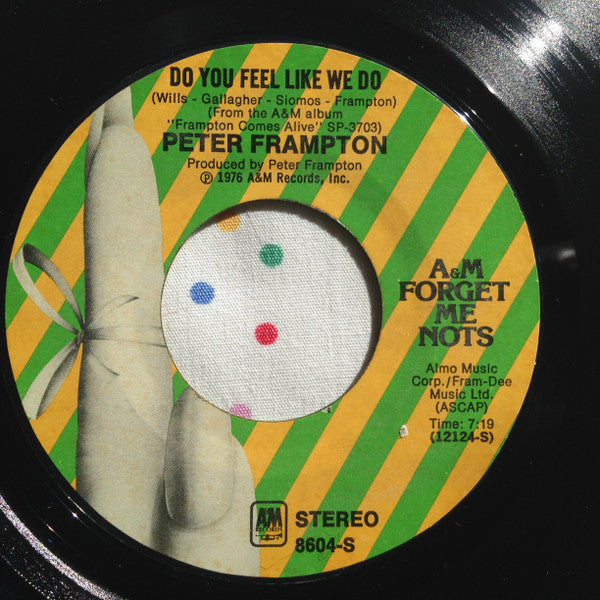 DO YOU FEEL LIKE WE DO
(Wills - Gallagher - Siomos - Frampton)
(From the A&M album
"Frampton Comes Alive" SP-3703)
PETER FRAMPTON
Produced by Peter Frampton
℗ 1976 A&M Records, Inc.
A&M
FORGET
ME
NOTS
Almo Music
Corp./Fram-Dee
Music Ltd.
(ASCAP)
Time: 7:19
(12124-S)
AM
RECORDS
STEREO
8604-S